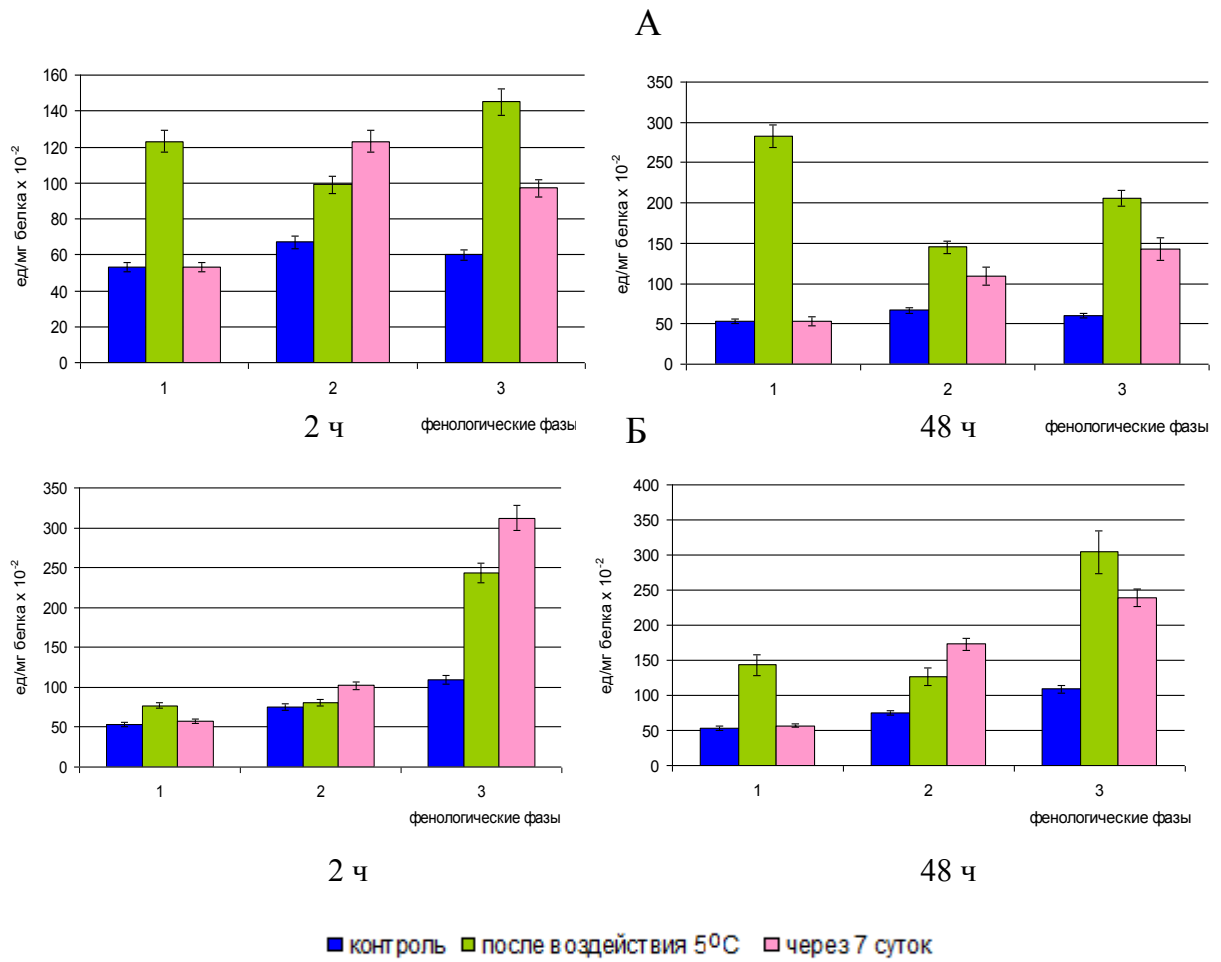 А
ед/мг белка x 10⁻²
160
140
120
100
80
60
40
20
0
1 2 3
2 ч
фенологические фазы
ед/мг белка x 10⁻²
350
300
250
200
150
100
50
0
1 2 3
48 ч
фенологические фазы
Б
ед/мг белка x 10⁻²
350
300
250
200
150
100
50
0
1 2 3
фенологические фазы
2 ч
ед/мг белка x 10⁻²
400
350
300
250
200
150
100
50
0
1 2 3
фенологические фазы
48 ч
контроль после воздействия 5⁰С через 7 суток